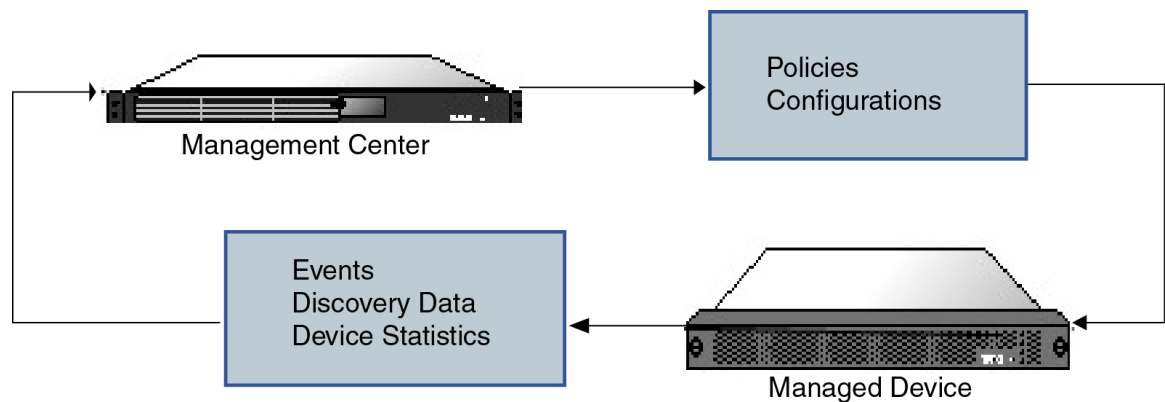 Management Center
Policies
Configurations
Events
Discovery Data
Device Statistics
Managed Device